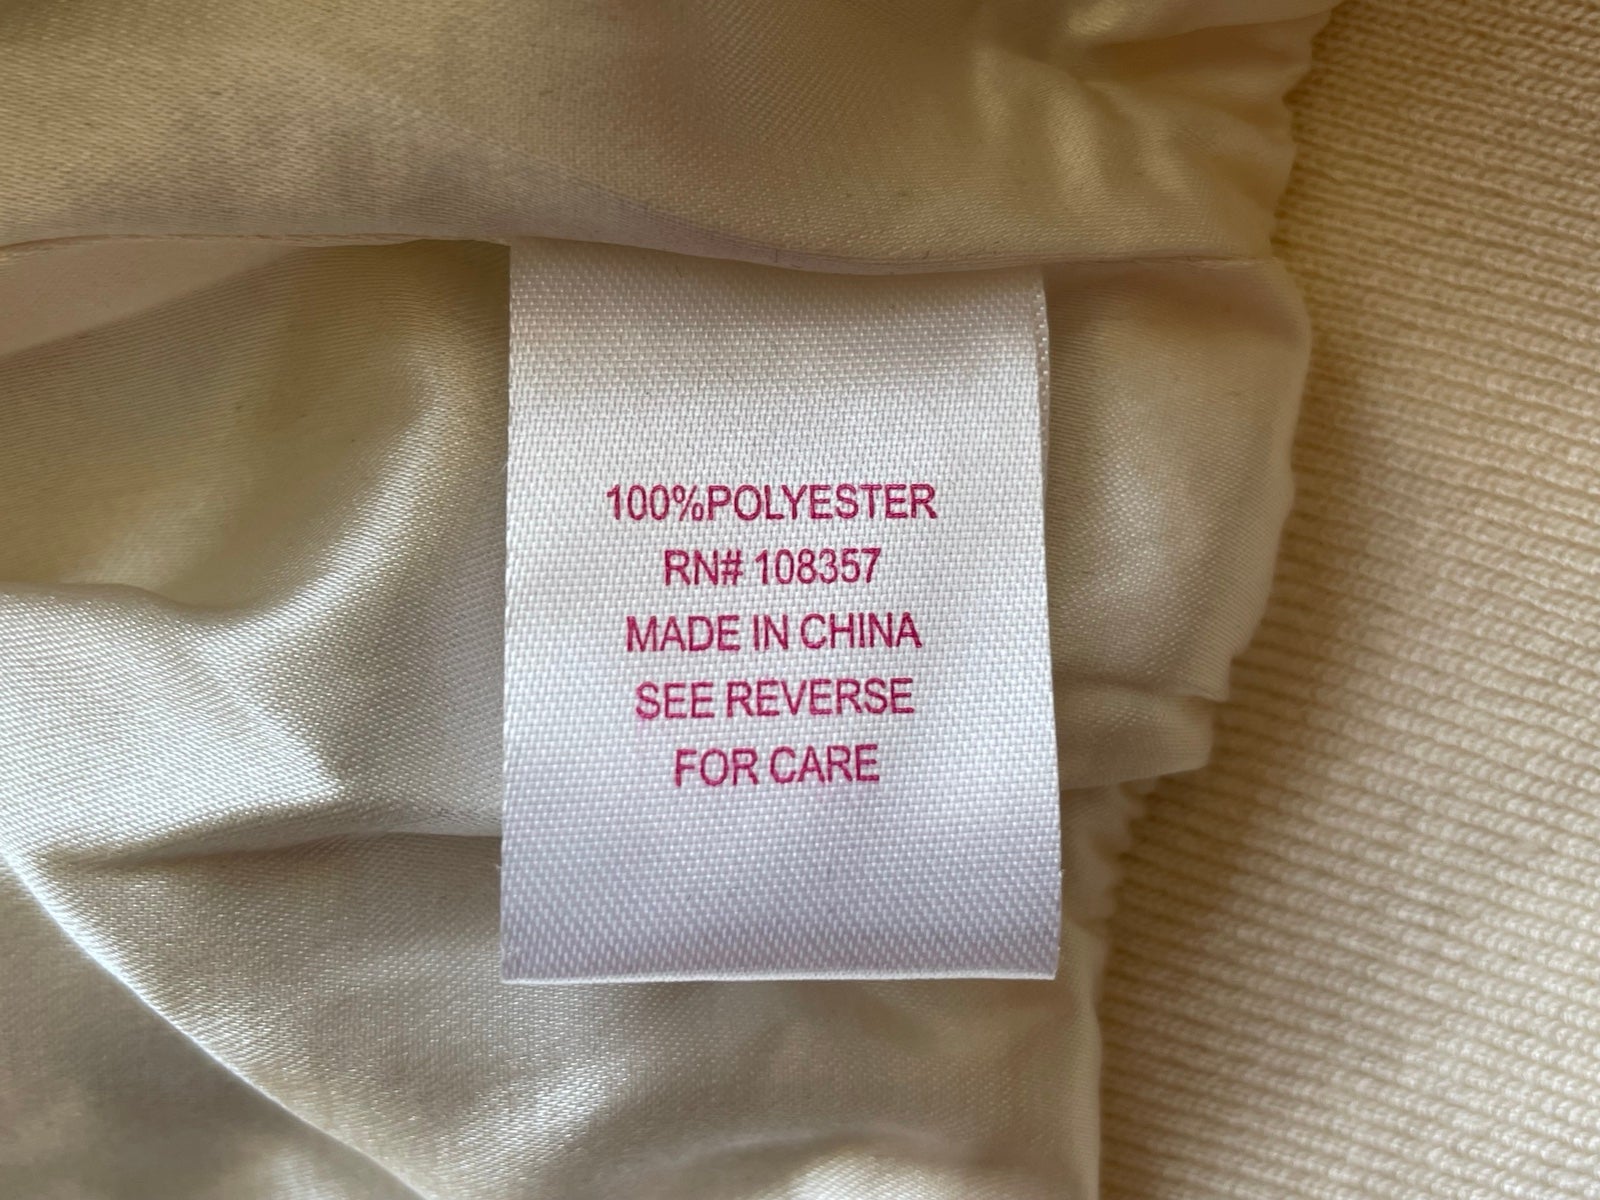 100%POLYESTER
RN# 108357
MADE IN CHINA
SEE REVERSE
FOR CARE